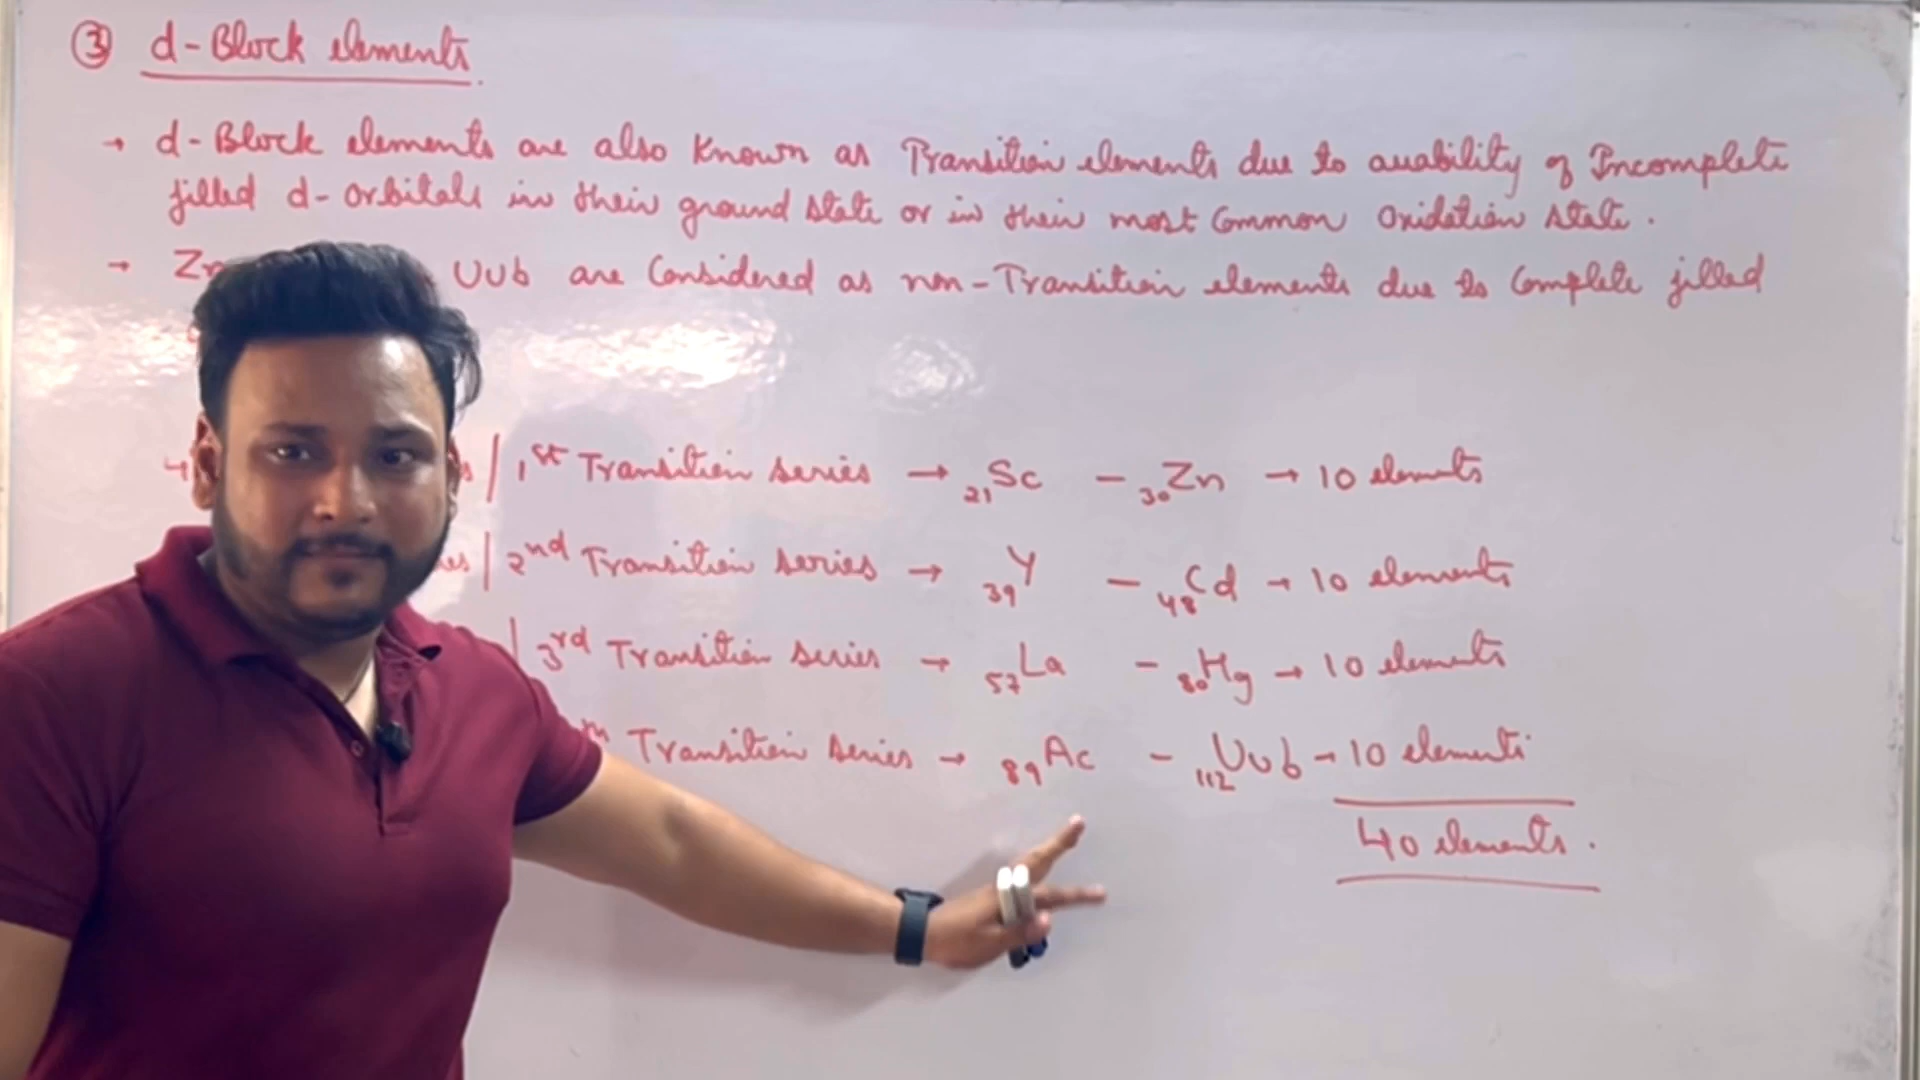 ③ d-Block elements
→ d-Block elements are also known as Transition elements due to avability of Incomplete
filled d-orbitals in their ground state or in their most Common Oxidation state.
→ Zn Uub are Considered as non-Transition elements due to Complete filled
/ 1st Transition series → 21Sc - 30Zn → 10 elements
| 2nd Transition series → 39Y - 48Cd → 10 elements
| 3rd Transition series → 57La - 80Hg → 10 elements
Transition series → 89Ac - 112Uub → 10 elements
40 elements.